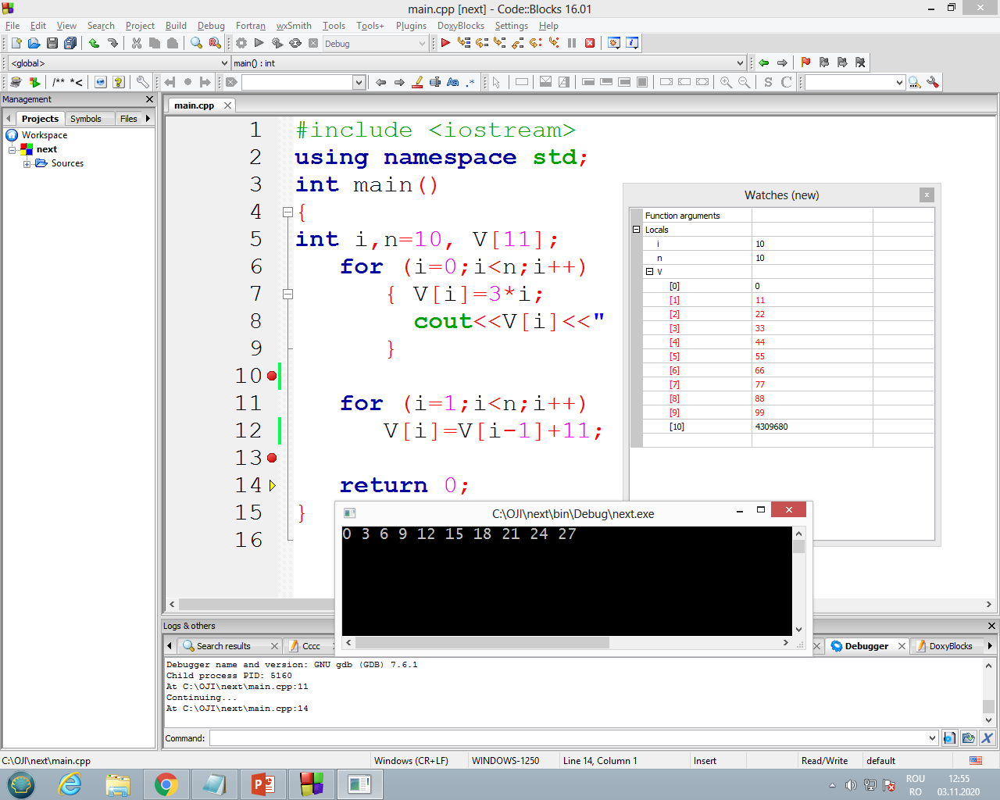 main.cpp [next] - Code::Blocks 16.01
File Edit View Search Project Build Debug Fortran wxSmith Tools Tools+ Plugins DoxyBlocks Settings Help
Debug
<global> main() : int
/** *< Aa .* S C
Management
Projects Symbols Files
Workspace
next
Sources
main.cpp
1 #include <iostream>
2 using namespace std;
3 int main()
4 {
5 int i,n=10, V[11];
6 for (i=0;i<n;i++)
7 { V[i]=3*i;
8 cout<<V[i]<<"
9 }
10
11 for (i=1;i<n;i++)
12 V[i]=V[i-1]+11;
13
14 return 0;
15 }
16
Watches (new)
Function arguments
Locals
i 10
n 10
V
[0] 0
[1] 11
[2] 22
[3] 33
[4] 44
[5] 55
[6] 66
[7] 77
[8] 88
[9] 99
[10] 4309680
C:\OJI\next\bin\Debug\next.exe
0 3 6 9 12 15 18 21 24 27
Logs & others
Search results Cccc Debugger DoxyBlocks
Debugger name and version: GNU gdb (GDB) 7.6.1
Child process PID: 5160
At C:\OJI\next\main.cpp:11
Continuing...
At C:\OJI\next\main.cpp:14
Command:
C:\OJI\next\main.cpp Windows (CR+LF) WINDOWS-1250 Line 14, Column 1 Insert Read/Write default
ROU 12:55
RO 03.11.2020